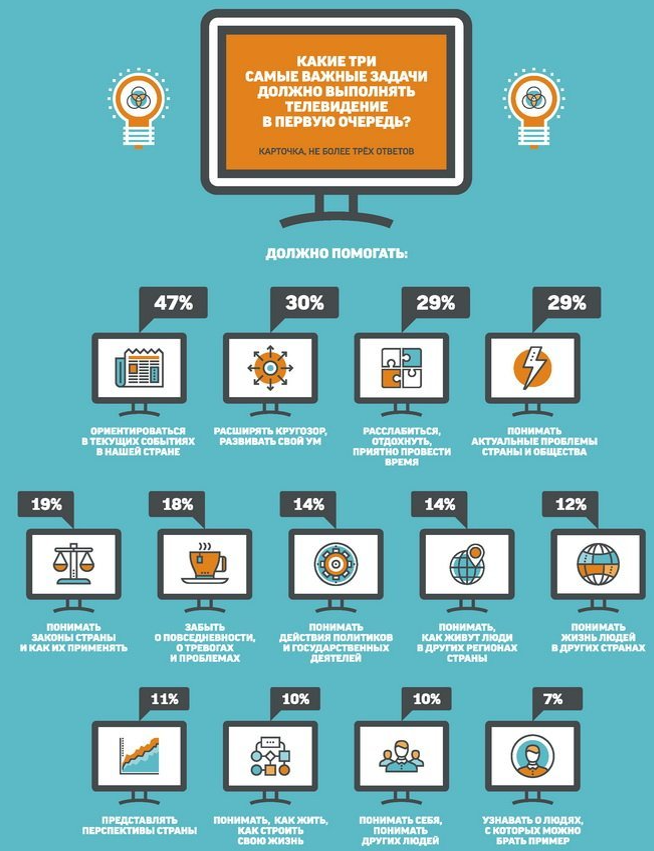 КАКИЕ ТРИ
САМЫЕ ВАЖНЫЕ ЗАДАЧИ
ДОЛЖНО ВЫПОЛНЯТЬ
ТЕЛЕВИДЕНИЕ
В ПЕРВУЮ ОЧЕРЕДЬ?
КАРТОЧКА, НЕ БОЛЕЕ ТРЁХ ОТВЕТОВ
ДОЛЖНО ПОМОГАТЬ:
47%
ОРИЕНТИРОВАТЬСЯ
В ТЕКУЩИХ СОБЫТИЯХ
В НАШЕЙ СТРАНЕ
30%
РАСШИРЯТЬ КРУГОЗОР,
РАЗВИВАТЬ СВОЙ УМ
29%
РАССЛАБИТЬСЯ,
ОТДОХНУТЬ,
ПРИЯТНО ПРОВЕСТИ
ВРЕМЯ
29%
ПОНИМАТЬ
АКТУАЛЬНЫЕ ПРОБЛЕМЫ
СТРАНЫ И ОБЩЕСТВА
19%
ПОНИМАТЬ
ЗАКОНЫ СТРАНЫ
И КАК ИХ ПРИМЕНЯТЬ
18%
ЗАБЫТЬ
О ПОВСЕДНЕВНОСТИ,
О ТРЕВОГАХ
И ПРОБЛЕМАХ
14%
ПОНИМАТЬ
ДЕЙСТВИЯ ПОЛИТИКОВ
И ГОСУДАРСТВЕННЫХ
ДЕЯТЕЛЕЙ
14%
ПОНИМАТЬ,
КАК ЖИВУТ ЛЮДИ
В ДРУГИХ РЕГИОНАХ
СТРАНЫ
12%
ПОНИМАТЬ
ЖИЗНЬ ЛЮДЕЙ
В ДРУГИХ СТРАНАХ
11%
ПРЕДСТАВЛЯТЬ
ПЕРСПЕКТИВЫ СТРАНЫ
10%
ПОНИМАТЬ, КАК ЖИТЬ,
КАК СТРОИТЬ
СВОЮ ЖИЗНЬ
10%
ПОНИМАТЬ СЕБЯ,
ПОНИМАТЬ
ДРУГИХ ЛЮДЕЙ
7%
УЗНАВАТЬ О ЛЮДЯХ,
С КОТОРЫХ МОЖНО
БРАТЬ ПРИМЕР